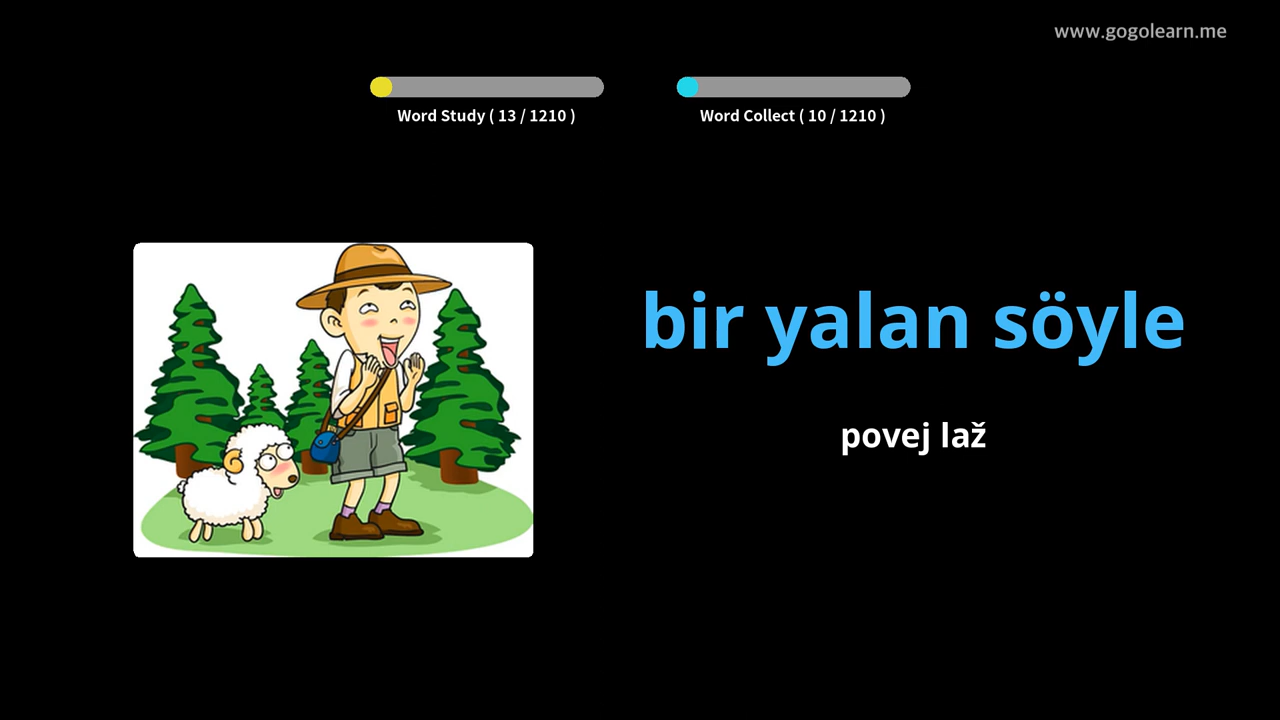 www.gogolearn.me
Word Study ( 13 / 1210 )
Word Collect ( 10 / 1210 )
bir yalan söyle
povej laž